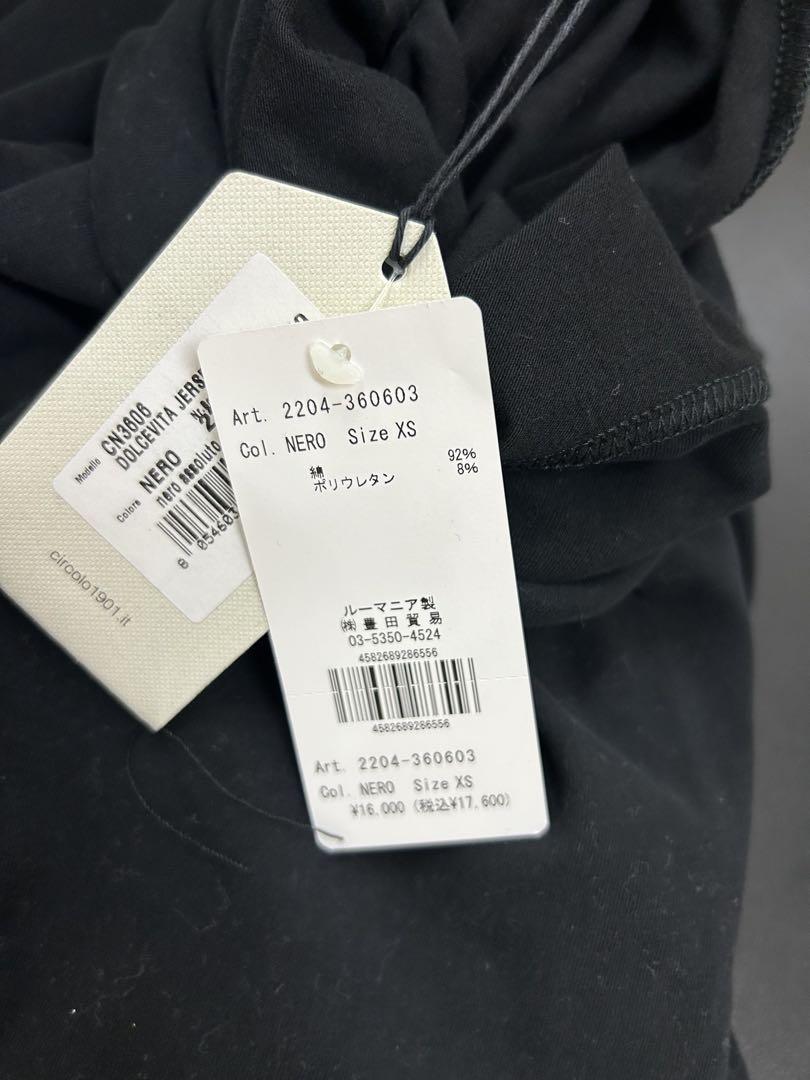 Modello CN3606
DOLCEVITA JERSE
Colore NERO
nero assoluto
8 054603
circolo1901.it
Art. 2204-360603
Col. NERO Size XS
綿 92%
ポリウレタン 8%
ルーマニア製
㈱ 豊田貿易
03-5350-4524
4582689286556
4582689286556
Art. 2204-360603
Col. NERO Size XS
¥16,000 (税込¥17,600)